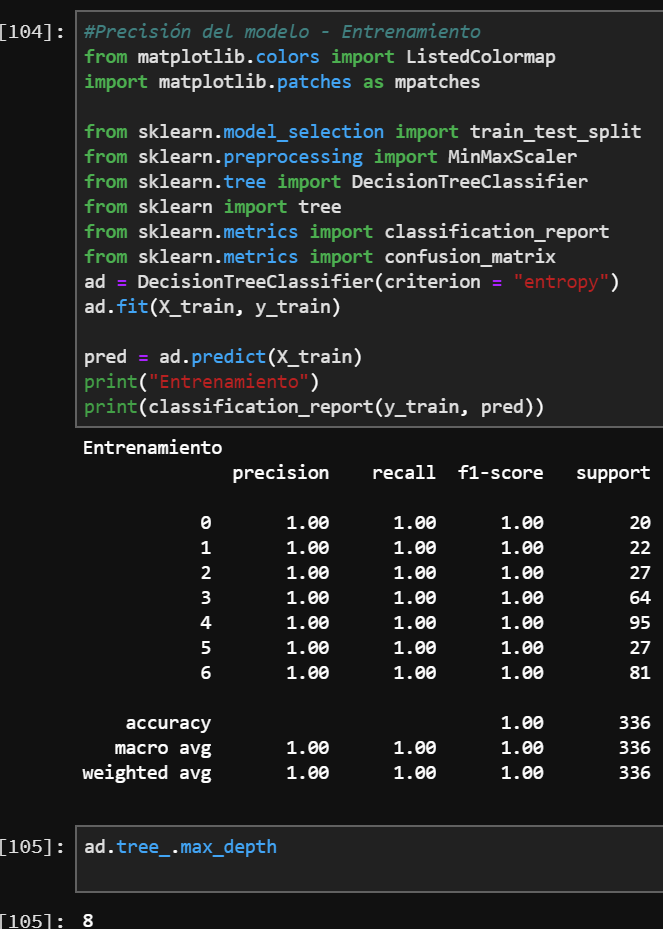 [104]: #Precisión del modelo - Entrenamiento
from matplotlib.colors import ListedColormap
import matplotlib.patches as mpatches
from sklearn.model_selection import train_test_split
from sklearn.preprocessing import MinMaxScaler
from sklearn.tree import DecisionTreeClassifier
from sklearn import tree
from sklearn.metrics import classification_report
from sklearn.metrics import confusion_matrix
ad = DecisionTreeClassifier(criterion = "entropy")
ad.fit(X_train, y_train)
pred = ad.predict(X_train)
print("Entrenamiento")
print(classification_report(y_train, pred))
Entrenamiento
precision recall f1-score support
0 1.00 1.00 1.00 20
1 1.00 1.00 1.00 22
2 1.00 1.00 1.00 27
3 1.00 1.00 1.00 64
4 1.00 1.00 1.00 95
5 1.00 1.00 1.00 27
6 1.00 1.00 1.00 81
accuracy 1.00 336
macro avg 1.00 1.00 1.00 336
weighted avg 1.00 1.00 1.00 336
[105]: ad.tree_.max_depth
[105]: 8